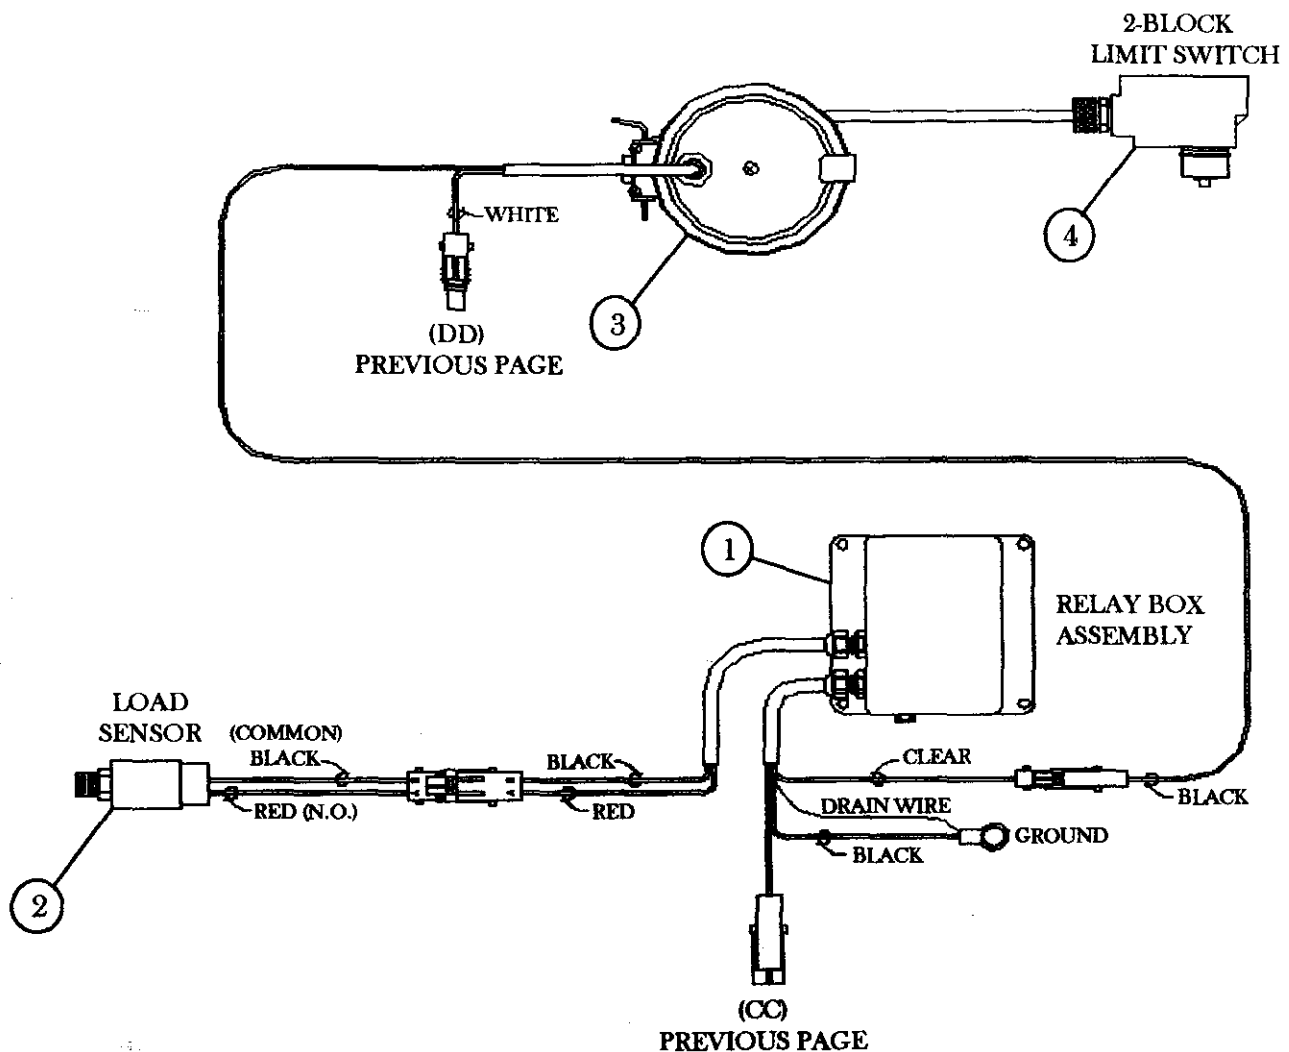 2-BLOCK
LIMIT SWITCH
4
WHITE
3
(DD)
PREVIOUS PAGE
1
RELAY BOX
ASSEMBLY
LOAD
SENSOR
(COMMON)
BLACK
BLACK
CLEAR
RED (N.O.)
RED
DRAIN WIRE
BLACK
GROUND
BLACK
2
(CC)
PREVIOUS PAGE